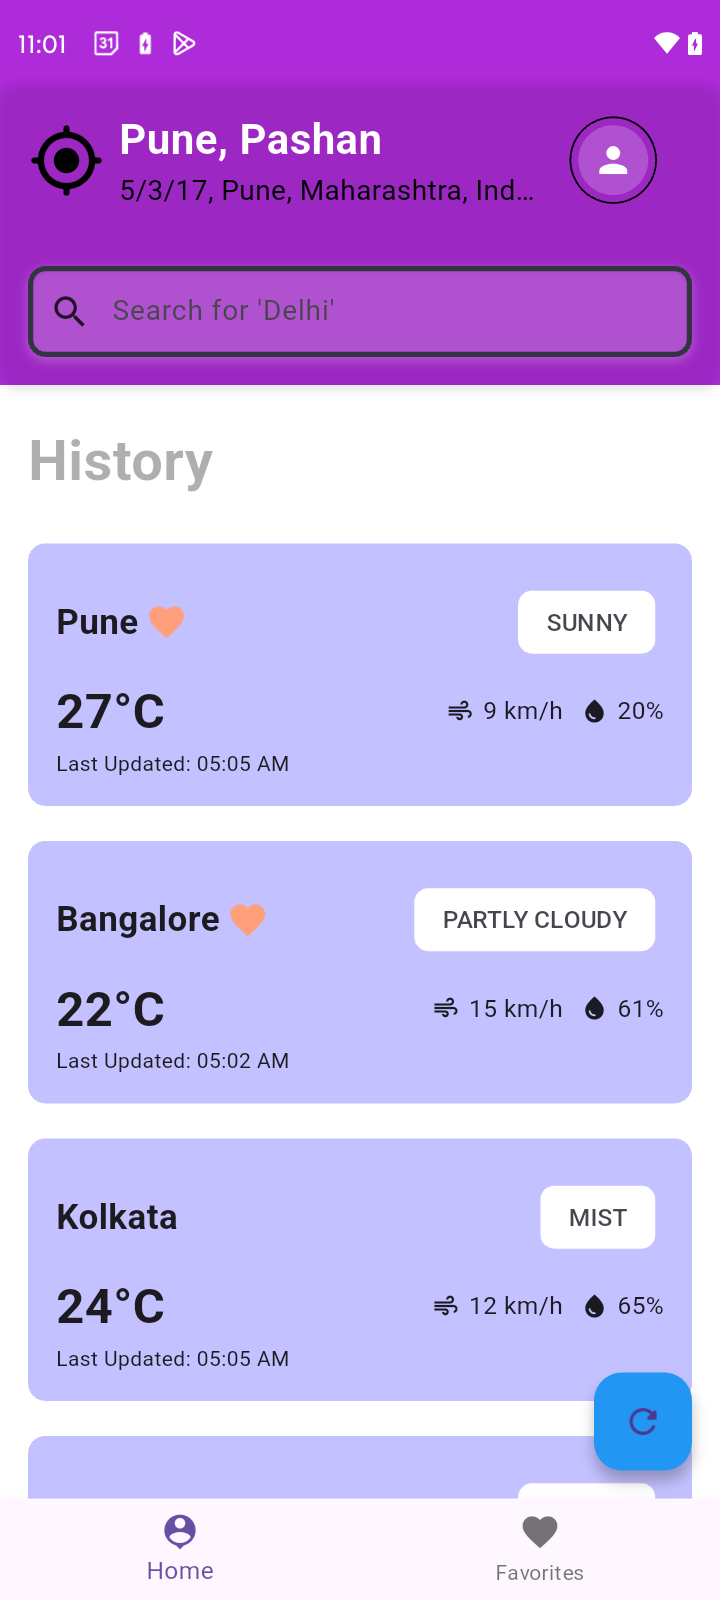 11:01
31
Pune, Pashan
5/3/17, Pune, Maharashtra, Ind...
Search for 'Delhi'
History
Pune
SUNNY
27°C
9 km/h
20%
Last Updated: 05:05 AM
Bangalore
PARTLY CLOUDY
22°C
15 km/h
61%
Last Updated: 05:02 AM
Kolkata
MIST
24°C
12 km/h
65%
Last Updated: 05:05 AM
Home
Favorites